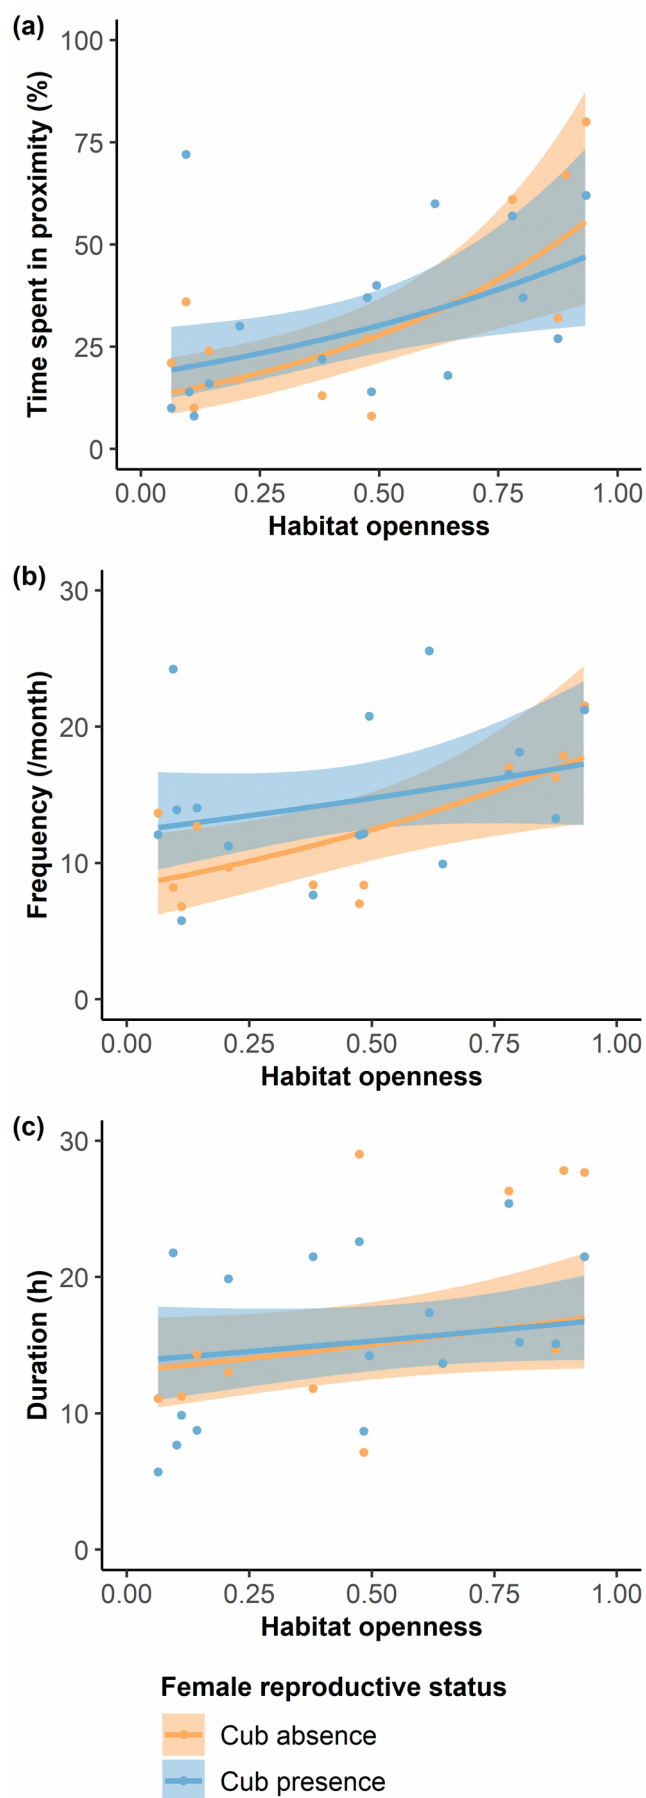 (a)
Time spent in proximity (%)
100
75
50
25
0
0.00 0.25 0.50 0.75 1.00
Habitat openness
(b)
Frequency (/month)
30
20
10
0
0.00 0.25 0.50 0.75 1.00
Habitat openness
(c)
Duration (h)
30
20
10
0
0.00 0.25 0.50 0.75 1.00
Habitat openness
Female reproductive status
Cub absence
Cub presence